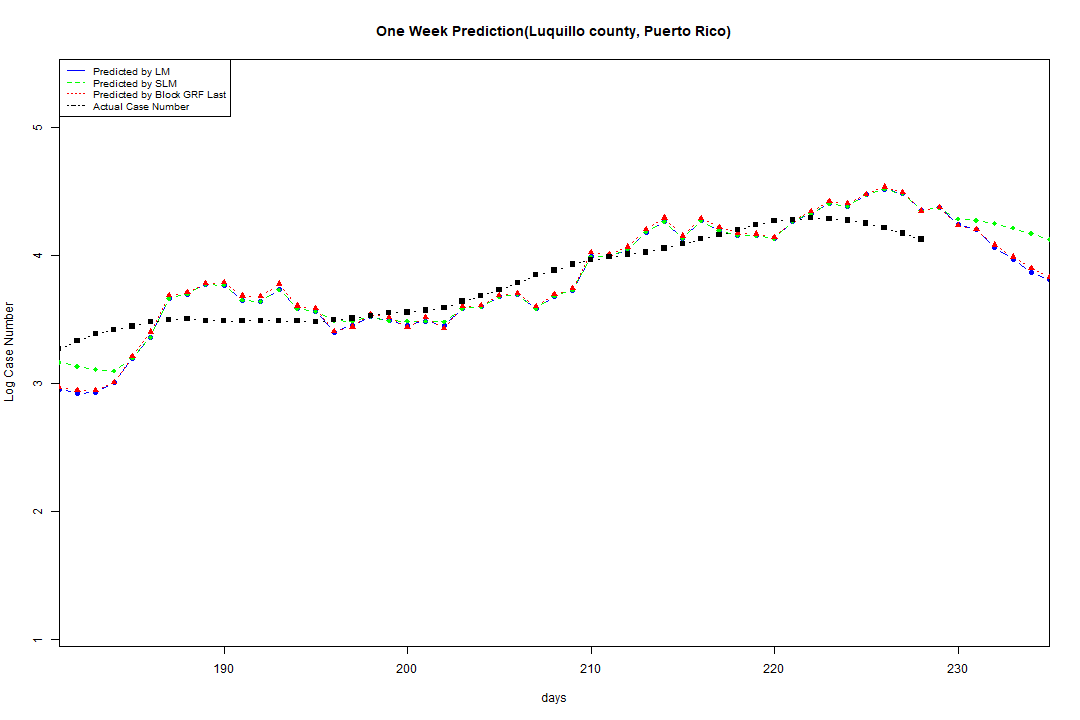 One Week Prediction(Luquillo county, Puerto Rico)
Predicted by LM
Predicted by SLM
Predicted by Block GRF Last
Actual Case Number
5
4
3
2
1
Log Case Number
190 200 210 220 230
days